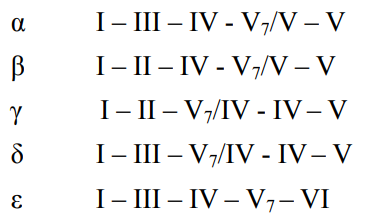 α I – III – IV - V₇/V – V
β I – II – IV - V₇/V – V
γ I – II – V₇/IV - IV – V
δ I – III – V₇/IV - IV – V
ε I – III – IV – V₇ – VI